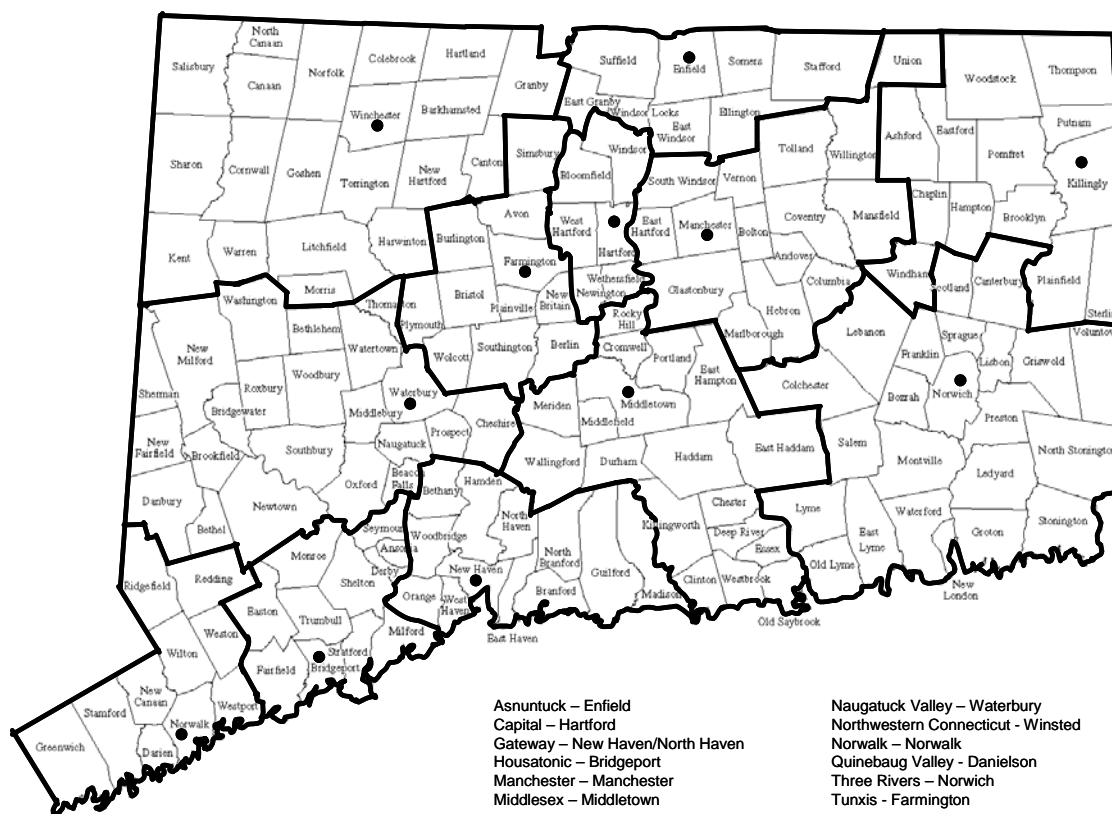 North
Canaan
Colebrook
Hartland
Salisbury
Norfolk
Canaan
Granby
Suffield
Enfield
Somers
Stafford
Union
Woodstock
Thompson
Winchester
Barkhamsted
East Granby
Windsor Locks
East
Windsor
Ellington
Ashford
Eastford
Putnam
Pomfret
Killingly
Sharon
Cornwall
Goshen
Torrington
New
Hartford
Canton
Simsbury
Windsor
Bloomfield
Tolland
Willington
South Windsor
Vernon
Chaplin
Hampton
Brooklyn
Avon
Burlington
Farmington
West
Hartford
Hartford
East
Hartford
Manchester
Bolton
Coventry
Mansfield
Andover
Columbia
Windham
Scotland
Canterbury
Plainfield
Kent
Warren
Litchfield
Harwinton
Morris
Washington
Bristol
Plainville
New
Britain
Wethersfield
Newington
Rocky
Hill
Glastonbury
Hebron
Marlborough
Lebanon
Sprague
Franklin
Lisbon
Griswold
Bozrah
Norwich
Preston
Bethlehem
Plymouth
Watertown
Wolcott
Southington
Berlin
Cromwell
Portland
East
Hampton
Colchester
New
Milford
Woodbury
Roxbury
Bridgewater
Sherman
Waterbury
Middlebury
Meriden
Middletown
Middlefield
New
Fairfield
Brookfield
Southbury
Naugatuck
Prospect
Cheshire
Wallingford
Durham
Haddam
East Haddam
Salem
Montville
Ledyard
North Stonington
Danbury
Bethel
Newtown
Oxford
Beacon
Falls
Bethany
Hamden
North
Haven
Killingworth
Chester
Deep River
Essex
Lyme
East
Lyme
Waterford
Groton
Stonington
Old Lyme
New
London
Seymour
Ansonia
Derby
Woodbridge
Monroe
Shelton
Redding
Ridgefield
North
Branford
Guilford
Madison
Clinton
Westbrook
Old Saybrook
New Haven
Orange
West
Haven
Branford
East Haven
Milford
Easton
Trumbull
Stratford
Bridgeport
Fairfield
Weston
Wilton
New
Canaan
Westport
Norwalk
Stamford
Darien
Greenwich
Asnuntuck – Enfield
Capital – Hartford
Gateway – New Haven/North Haven
Housatonic – Bridgeport
Manchester – Manchester
Middlesex – Middletown
Naugatuck Valley – Waterbury
Northwestern Connecticut - Winsted
Norwalk – Norwalk
Quinebaug Valley - Danielson
Three Rivers – Norwich
Tunxis - Farmington